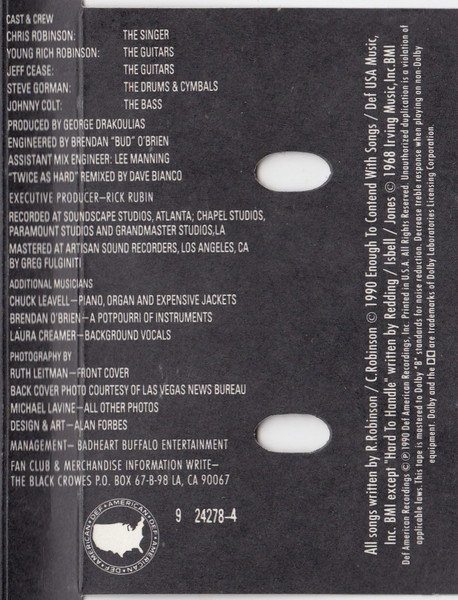 CAST & CREW
CHRIS ROBINSON: THE SINGER
YOUNG RICH ROBINSON: THE GUITARS
JEFF CEASE: THE GUITARS
STEVE GORMAN: THE DRUMS & CYMBALS
JOHNNY COLT: THE BASS
PRODUCED BY GEORGE DRAKOULIAS
ENGINEERED BY BRENDAN "BUD" O'BRIEN
ASSISTANT MIX ENGINEER: LEE MANNING
"TWICE AS HARD" REMIXED BY DAVE BIANCO
EXECUTIVE PRODUCER—RICK RUBIN
RECORDED AT SOUNDSCAPE STUDIOS, ATLANTA; CHAPEL STUDIOS,
PARAMOUNT STUDIOS AND GRANDMASTER STUDIOS,LA
MASTERED AT ARTISAN SOUND RECORDERS, LOS ANGELES, CA
BY GREG FULGINITI
ADDITIONAL MUSICIANS
CHUCK LEAVELL—PIANO, ORGAN AND EXPENSIVE JACKETS
BRENDAN O'BRIEN—A POTPOURRI OF INSTRUMENTS
LAURA CREAMER—BACKGROUND VOCALS
PHOTOGRAPHY BY
RUTH LEITMAN—FRONT COVER
BACK COVER PHOTO COURTESY OF LAS VEGAS NEWS BUREAU
MICHAEL LAVINE—ALL OTHER PHOTOS
DESIGN & ART—ALAN FORBES
MANAGEMENT—BADHEART BUFFALO ENTERTAINMENT
FAN CLUB & MERCHANDISE INFORMATION WRITE—
THE BLACK CROWES P.O. BOX 67-B-98 LA, CA 90067
DEF • AMERICAN • DEF • AMERICAN • DEF • AMERICAN •
9 24278-4
All songs written by R.Robinson / C.Robinson © 1990 Enough To Contend With Songs / Def USA Music,
Inc. BMI except "Hard To Handle" written by Redding / Isbell / Jones © 1968 Irving Music,Inc.BMI
Def American Recordings © ℗ 1990 Def American Recordings, Inc. Printed in U.S.A. All Rights Reserved. Unauthorized duplication is a violation of
applicable laws. This tape is mastered to Dolby "B" standards for noise reduction. Decrease treble response when playing on non-Dolby
equipment. Dolby and the DD are trademarks of Dolby Laboratories Licensing Corporation.